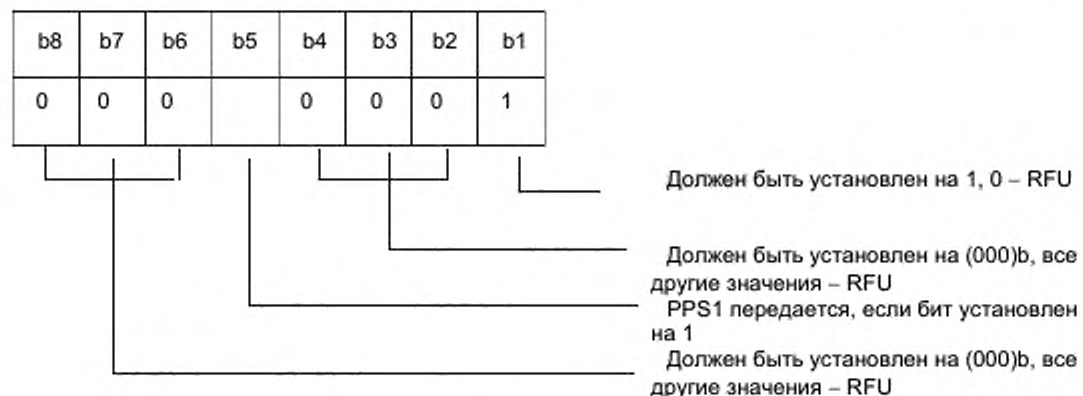 b8 b7 b6 b5 b4 b3 b2 b1
0 0 0 0 0 0 1
Должен быть установлен на 1, 0 – RFU
Должен быть установлен на (000)b, все
другие значения – RFU
PPS1 передается, если бит установлен
на 1
Должен быть установлен на (000)b, все
другие значения – RFU